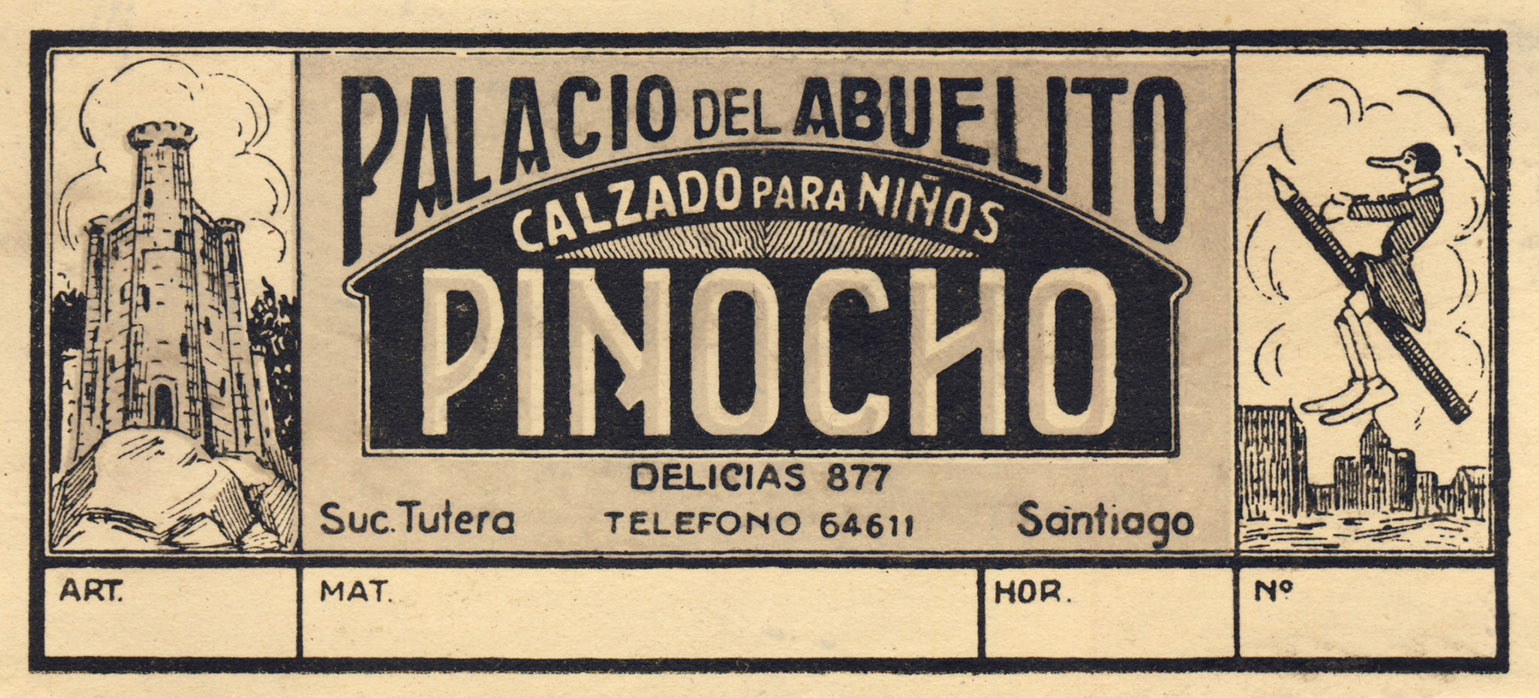 PALACIO DEL ABUELITO
CALZADO PARA NIÑOS
PINOCHO
DELICIAS 877
Suc. Tutera TELEFONO 64611 Santiago
ART. MAT. HOR. Nº